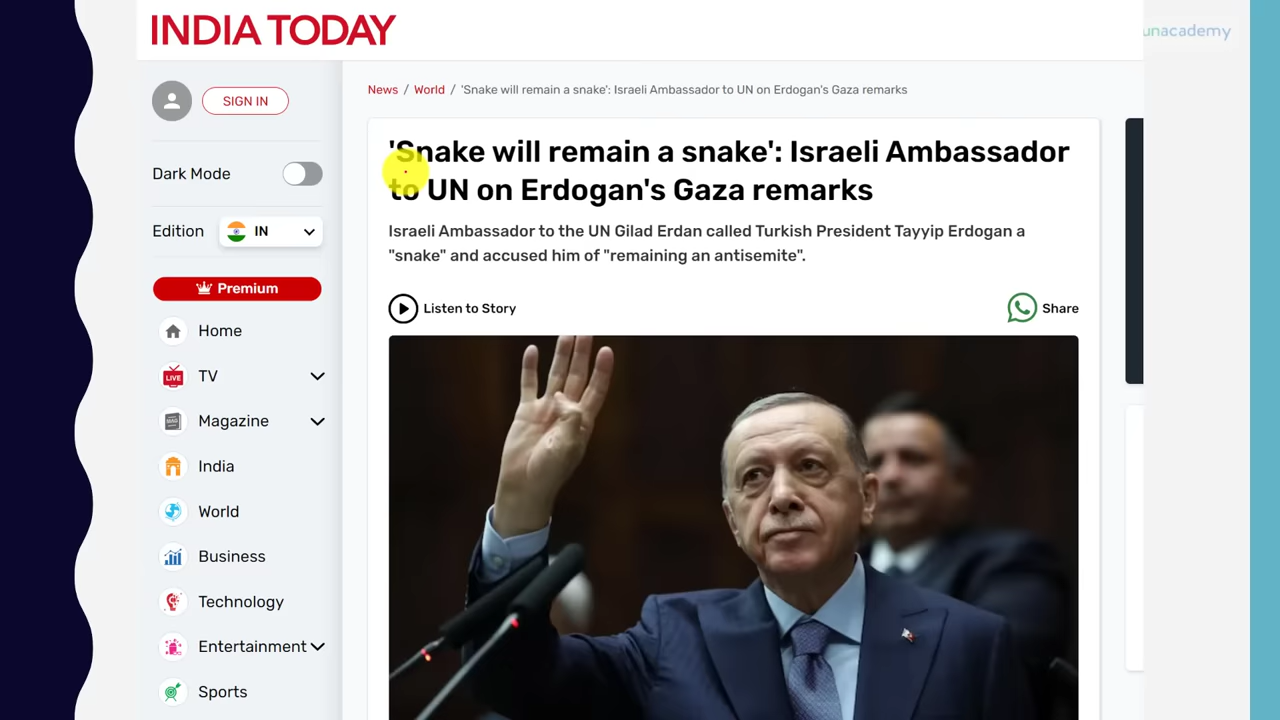 INDIA TODAY
unacademy
SIGN IN
Dark Mode
Edition
IN
Premium
Home
LIVE
TV
Magazine
India
World
Business
Technology
Entertainment
Sports
News / World / 'Snake will remain a snake': Israeli Ambassador to UN on Erdogan's Gaza remarks
'Snake will remain a snake': Israeli Ambassador
to UN on Erdogan's Gaza remarks
Israeli Ambassador to the UN Gilad Erdan called Turkish President Tayyip Erdogan a
"snake" and accused him of "remaining an antisemite".
Listen to Story
Share